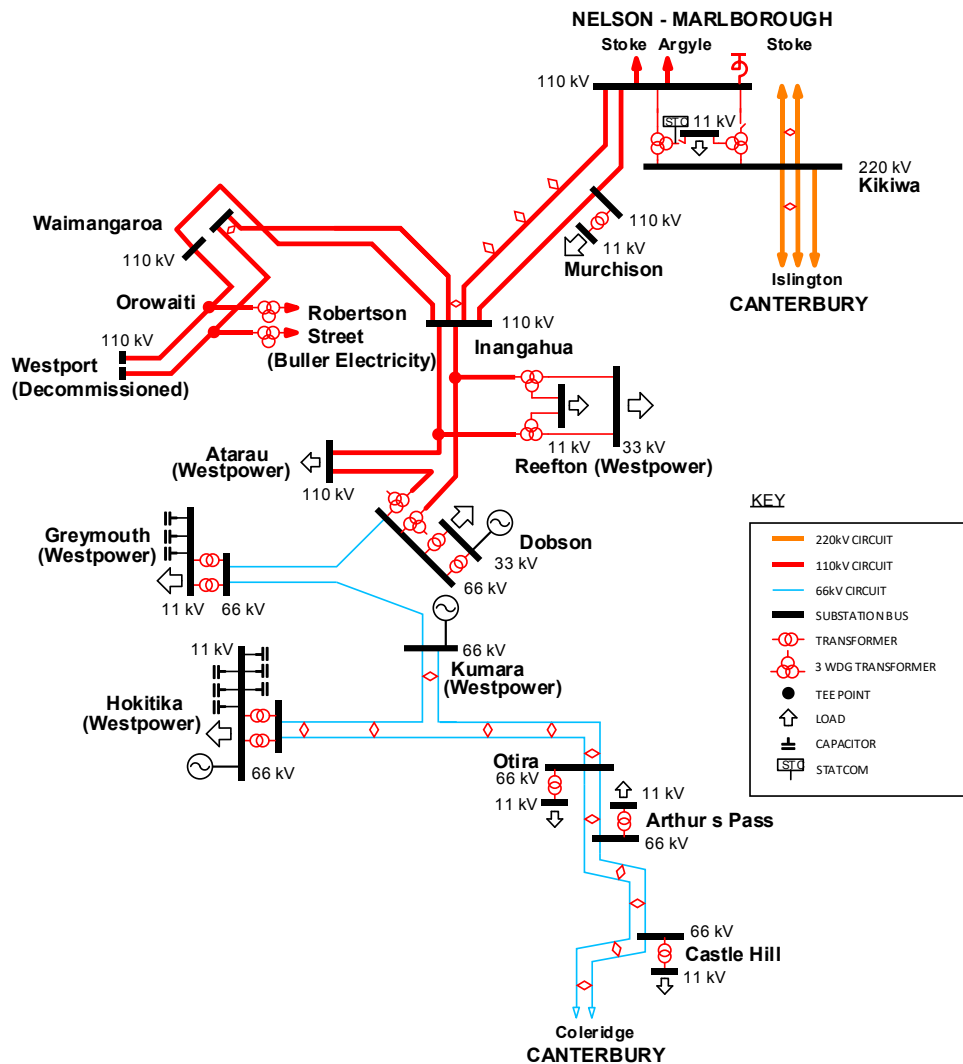 NELSON - MARLBOROUGH
Stoke Argyle Stoke
110 kV
STC
11 kV
220 kV
Kikiwa
Waimangaroa
110 kV
110 kV
11 kV
Murchison
Islington
CANTERBURY
Orowaiti
Robertson
Street
(Buller Electricity)
110 kV
Westport
(Decommissioned)
110 kV
Inangahua
11 kV
33 kV
Reefton (Westpower)
Atarau
(Westpower)
110 kV
Greymouth
(Westpower)
11 kV
66 kV
Dobson
33 kV
66 kV
66 kV
Kumara
(Westpower)
11 kV
Hokitika
(Westpower)
66 kV
Otira
66 kV
11 kV
11 kV
Arthur s Pass
66 kV
66 kV
Castle Hill
11 kV
Coleridge
CANTERBURY
KEY
220kV CIRCUIT
110kV CIRCUIT
66kV CIRCUIT
SUBSTATION BUS
TRANSFORMER
3 WDG TRANSFORMER
TEE POINT
LOAD
CAPACITOR
STC
STATCOM